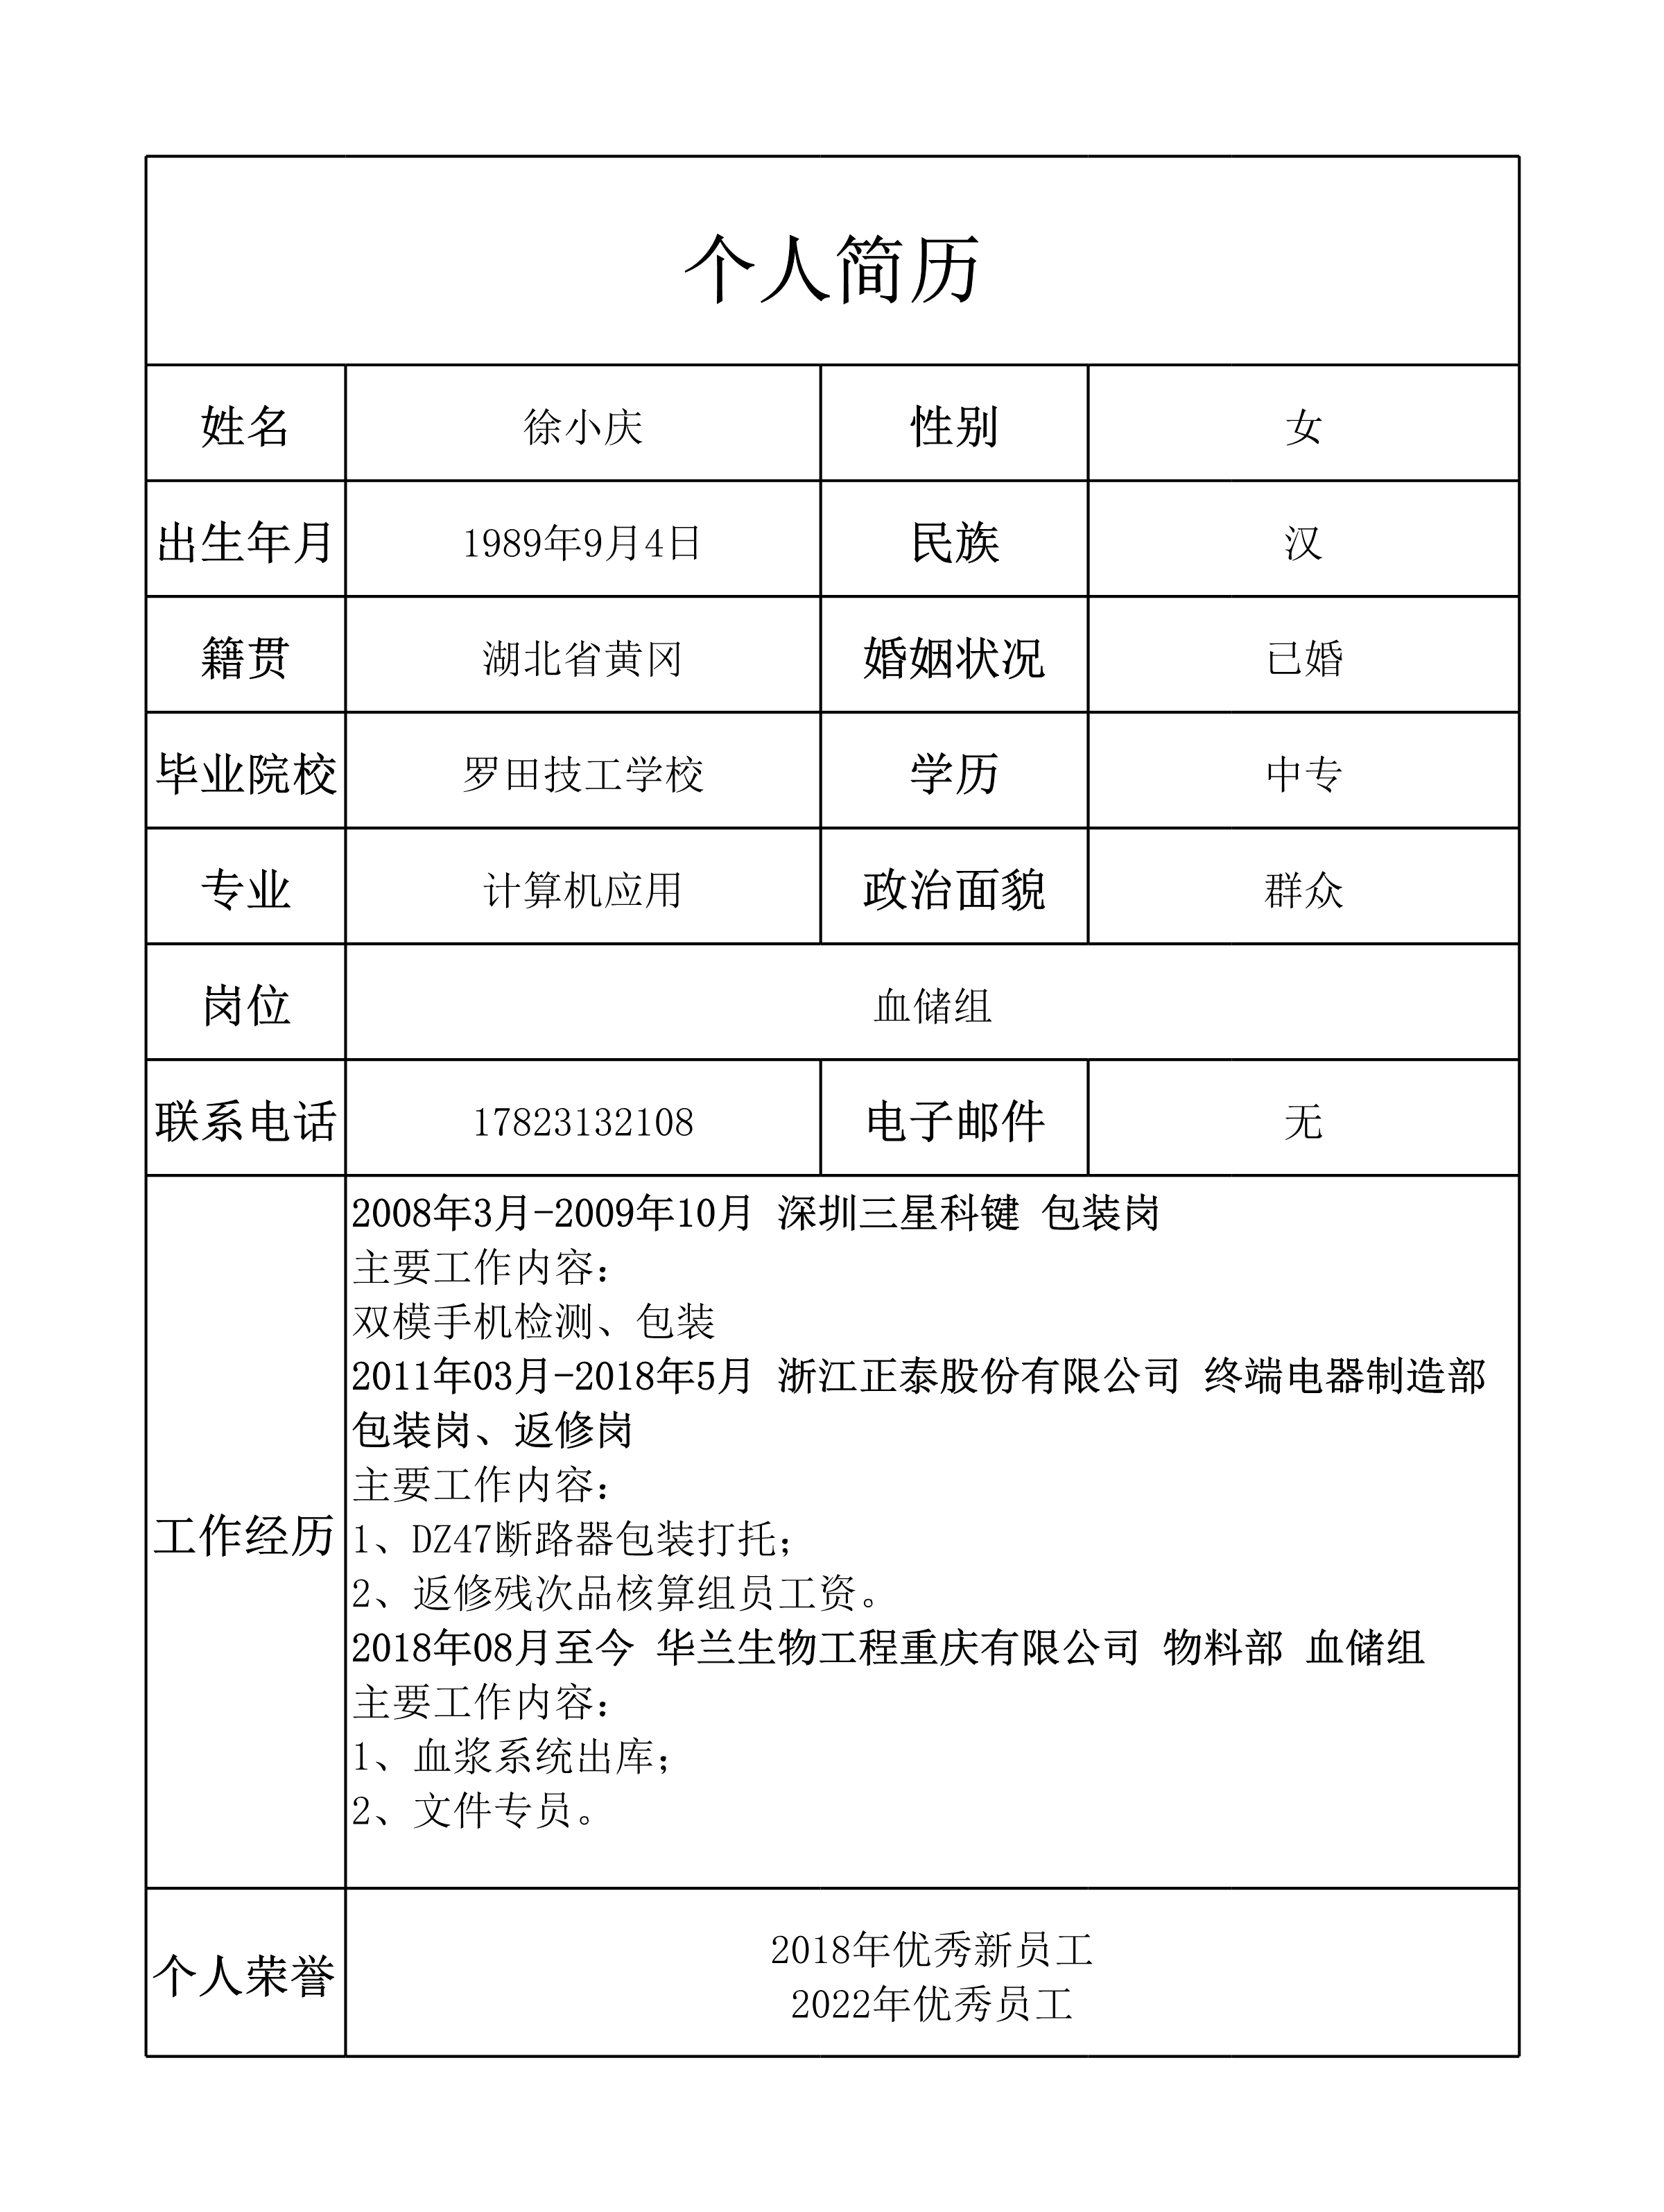 个人简历
姓名 徐小庆 性别 女
出生年月 1989年9月4日 民族 汉
籍贯 湖北省黄冈 婚姻状况 已婚
毕业院校 罗田技工学校 学历 中专
专业 计算机应用 政治面貌 群众
岗位 血储组
联系电话 17823132108 电子邮件 无
工作经历
2008年3月-2009年10月 深圳三星科键 包装岗
主要工作内容：
双模手机检测、包装
2011年03月-2018年5月 浙江正泰股份有限公司 终端电器制造部
包装岗、返修岗
主要工作内容：
1、DZ47断路器包装打托；
2、返修残次品核算组员工资。
2018年08月至今 华兰生物工程重庆有限公司 物料部 血储组
主要工作内容：
1、血浆系统出库；
2、文件专员。
个人荣誉
2018年优秀新员工
2022年优秀员工